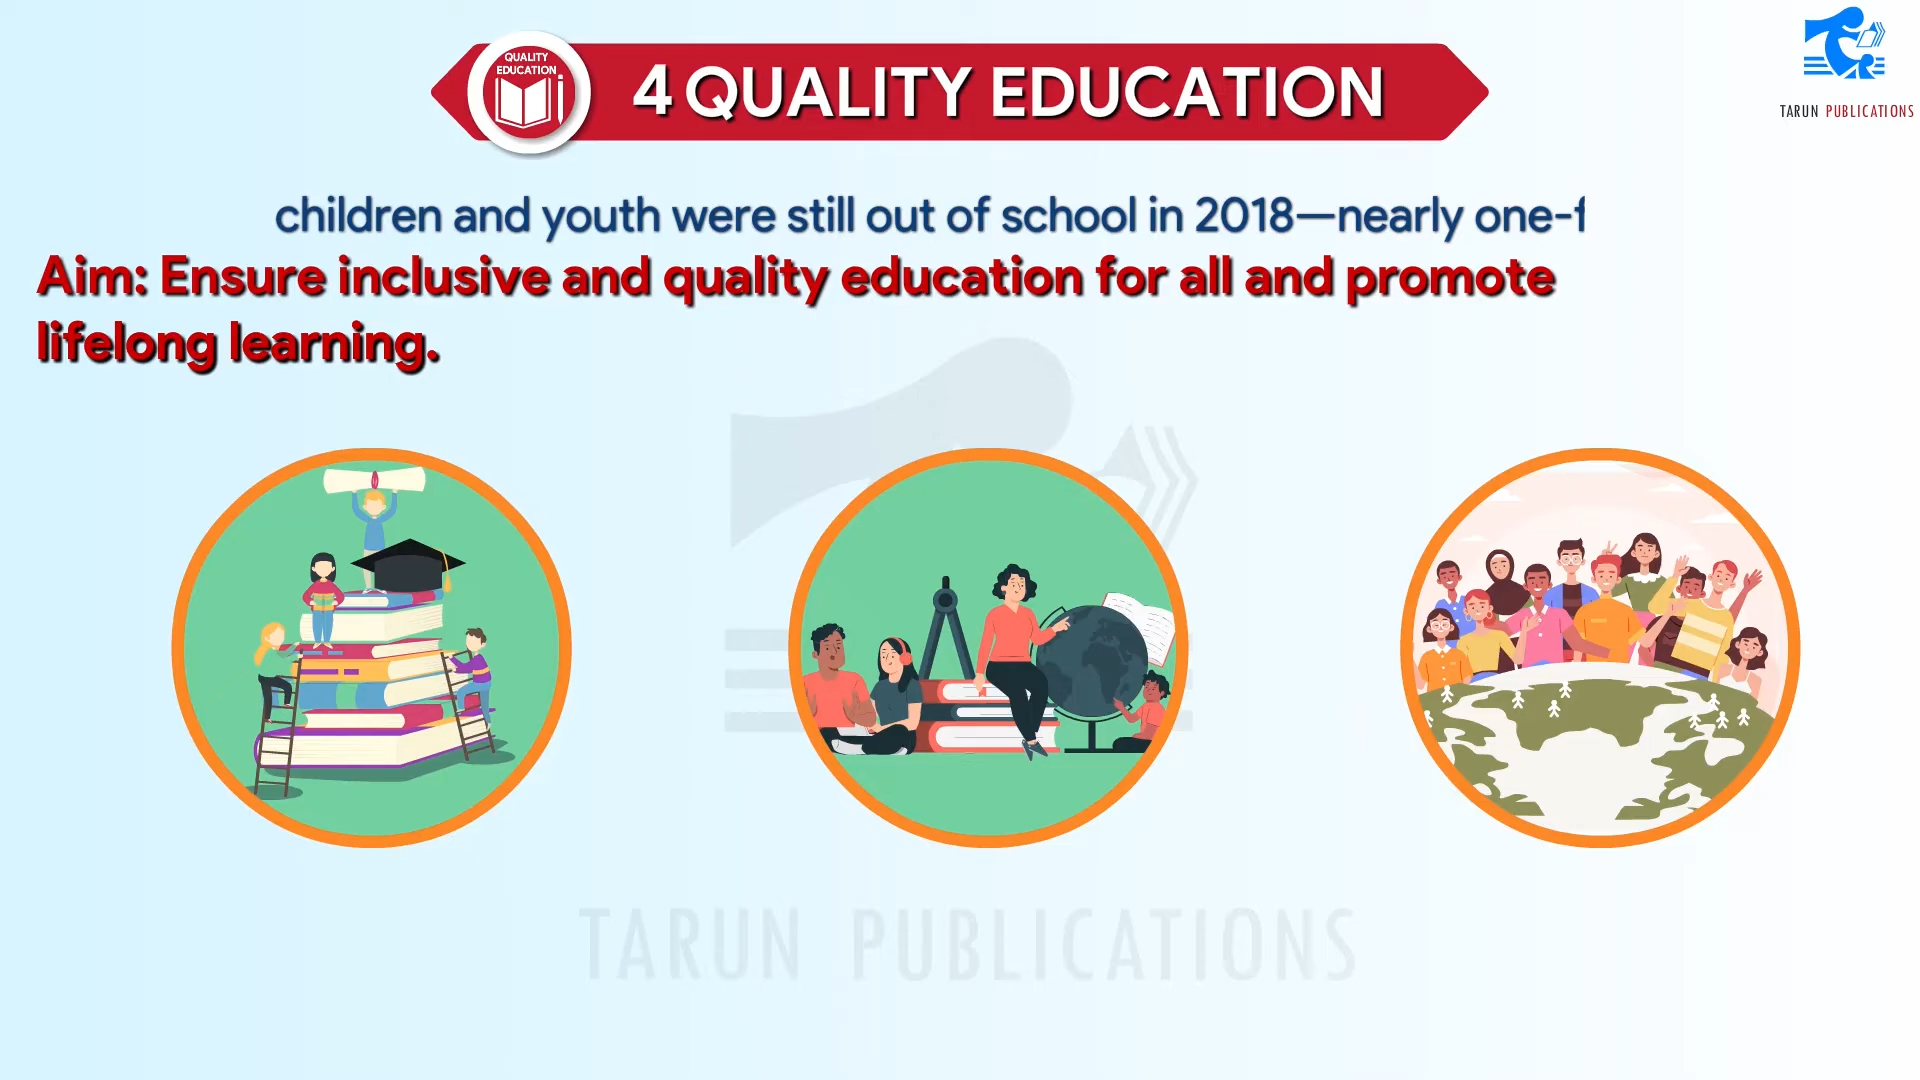 QUALITY
EDUCATION
4 QUALITY EDUCATION
TARUN PUBLICATIONS
children and youth were still out of school in 2018—nearly one-f
Aim: Ensure inclusive and quality education for all and promote
lifelong learning.
TARUN PUBLICATIONS